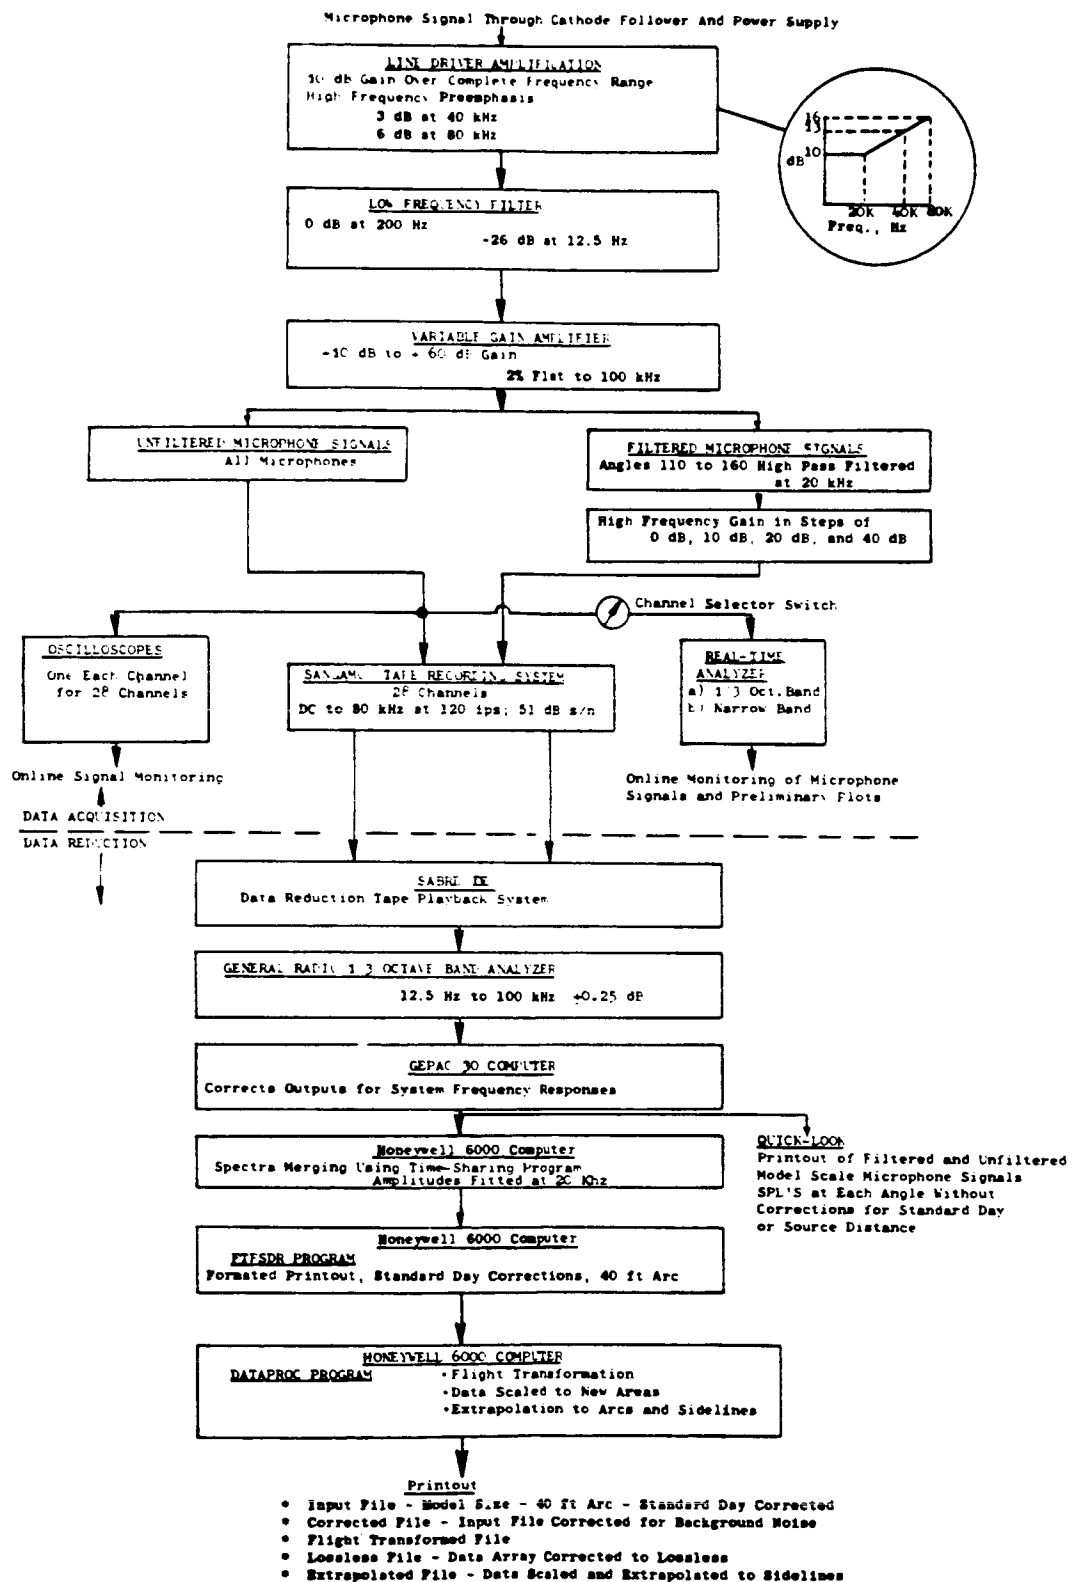 Microphone Signal Through Cathode Follower And Power Supply
LINE DRIVER AMPLIFICATION
10 dB Gain Over Complete Frequency Range
High Frequency Preemphasis
3 dB at 40 kHz
6 dB at 80 kHz
16
13
10
dB
20K 40K 80K
Freq., Hz
LOW FREQUENCY FILTER
0 dB at 200 Hz
-26 dB at 12.5 Hz
VARIABLE GAIN AMPLIFIER
-10 dB to + 60 dB Gain
2% Flat to 100 kHz
UNFILTERED MICROPHONE SIGNALS
All Microphones
FILTERED MICROPHONE SIGNALS
Angles 110 to 160 High Pass Filtered
at 20 kHz
High Frequency Gain in Steps of
0 dB, 10 dB, 20 dB, and 40 dB
Channel Selector Switch
OSCILLOSCOPES
One Each Channel
for 28 Channels
SANGAMO TAPE RECORDING SYSTEM
28 Channels
DC to 80 kHz at 120 ips; 51 dB s/n
REAL-TIME
ANALYZER
a) 1/3 Oct.Band
b) Narrow Band
Online Signal Monitoring
Online Monitoring of Microphone
Signals and Preliminary Plots
DATA ACQUISITION
DATA REDUCTION
SABRE IX
Data Reduction Tape Playback System
GENERAL RADIO 1/3 OCTAVE BAND ANALYZER
12.5 Hz to 100 kHz ±0.25 dB
GEPAC 30 COMPUTER
Corrects Outputs for System Frequency Responses
QUICK-LOOK
Printout of Filtered and Unfiltered
Model Scale Microphone Signals
SPL'S at Each Angle Without
Corrections for Standard Day
or Source Distance
Honeywell 6000 Computer
Spectra Merging Using Time-Sharing Program
Amplitudes Fitted at 20 Khz
Honeywell 6000 Computer
FTFSDR PROGRAM
Formated Printout, Standard Day Corrections, 40 ft Arc
HONEYWELL 6000 COMPUTER
DATAPROC PROGRAM
•Flight Transformation
•Data Scaled to New Areas
•Extrapolation to Arcs and Sidelines
Printout
* Input File - Model Size - 40 ft Arc - Standard Day Corrected
* Corrected File - Input File Corrected for Background Noise
* Flight Transformed File
* Lossless File - Data Array Corrected to Lossless
* Extrapolated File - Data Scaled and Extrapolated to Sidelines